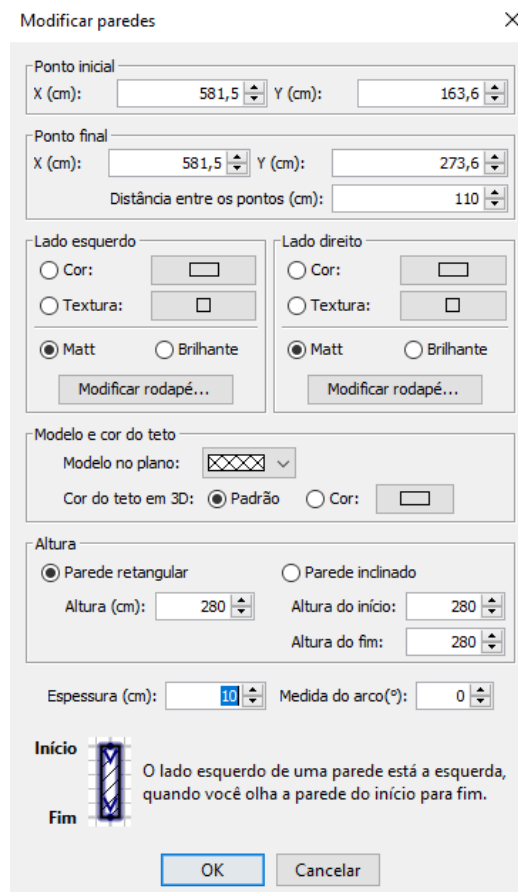 Modificar paredes
Ponto inicial
X (cm): 581,5 Y (cm): 163,6
Ponto final
X (cm): 581,5 Y (cm): 273,6
Distância entre os pontos (cm): 110
Lado esquerdo Lado direito
Cor: Cor:
Textura: Textura:
Matt Brilhante Matt Brilhante
Modificar rodapé... Modificar rodapé...
Modelo e cor do teto
Modelo no plano:
Cor do teto em 3D: Padrão Cor:
Altura
Parede retangular Parede inclinado
Altura (cm): 280 Altura do início: 280
Altura do fim: 280
Espessura (cm): 10 Medida do arco(°): 0
Início
O lado esquerdo de uma parede está a esquerda,
quando você olha a parede do início para fim.
Fim
OK Cancelar